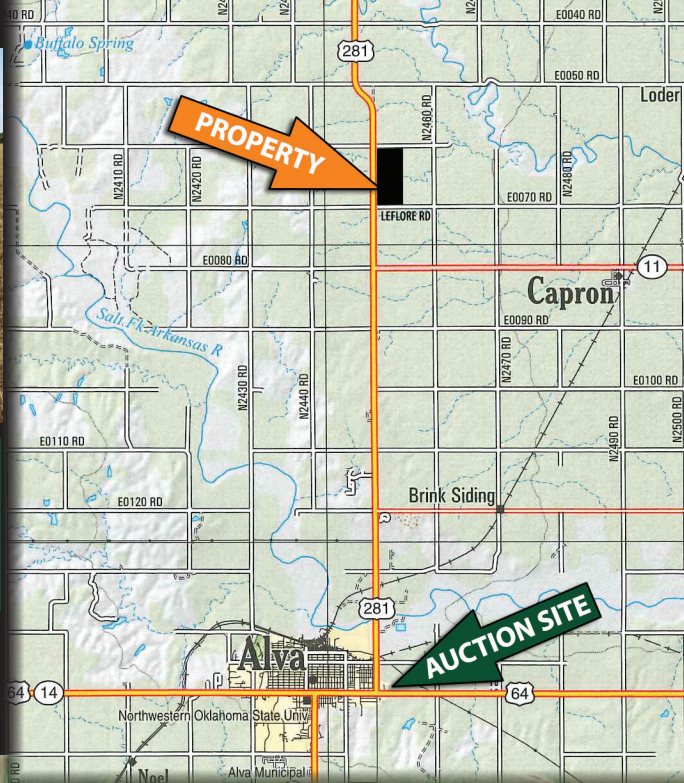 40 RD
E0040 RD
Buffalo Spring
281
E0050 RD
Loder
PROPERTY
N2460 RD
N2410 RD
N2420 RD
N2480 RD
E0070 RD
LEFLORE RD
E0080 RD
11
Capron
Salt Fk Arkansas R
E0090 RD
N2470 RD
N2430 RD
N2440 RD
E0100 RD
N2490 RD
N2500 RD
E0110 RD
Brink Siding
E0120 RD
281
AUCTION SITE
Alva
64
14
64
Northwestern Oklahoma State Univ
Alva Municipal
Noel